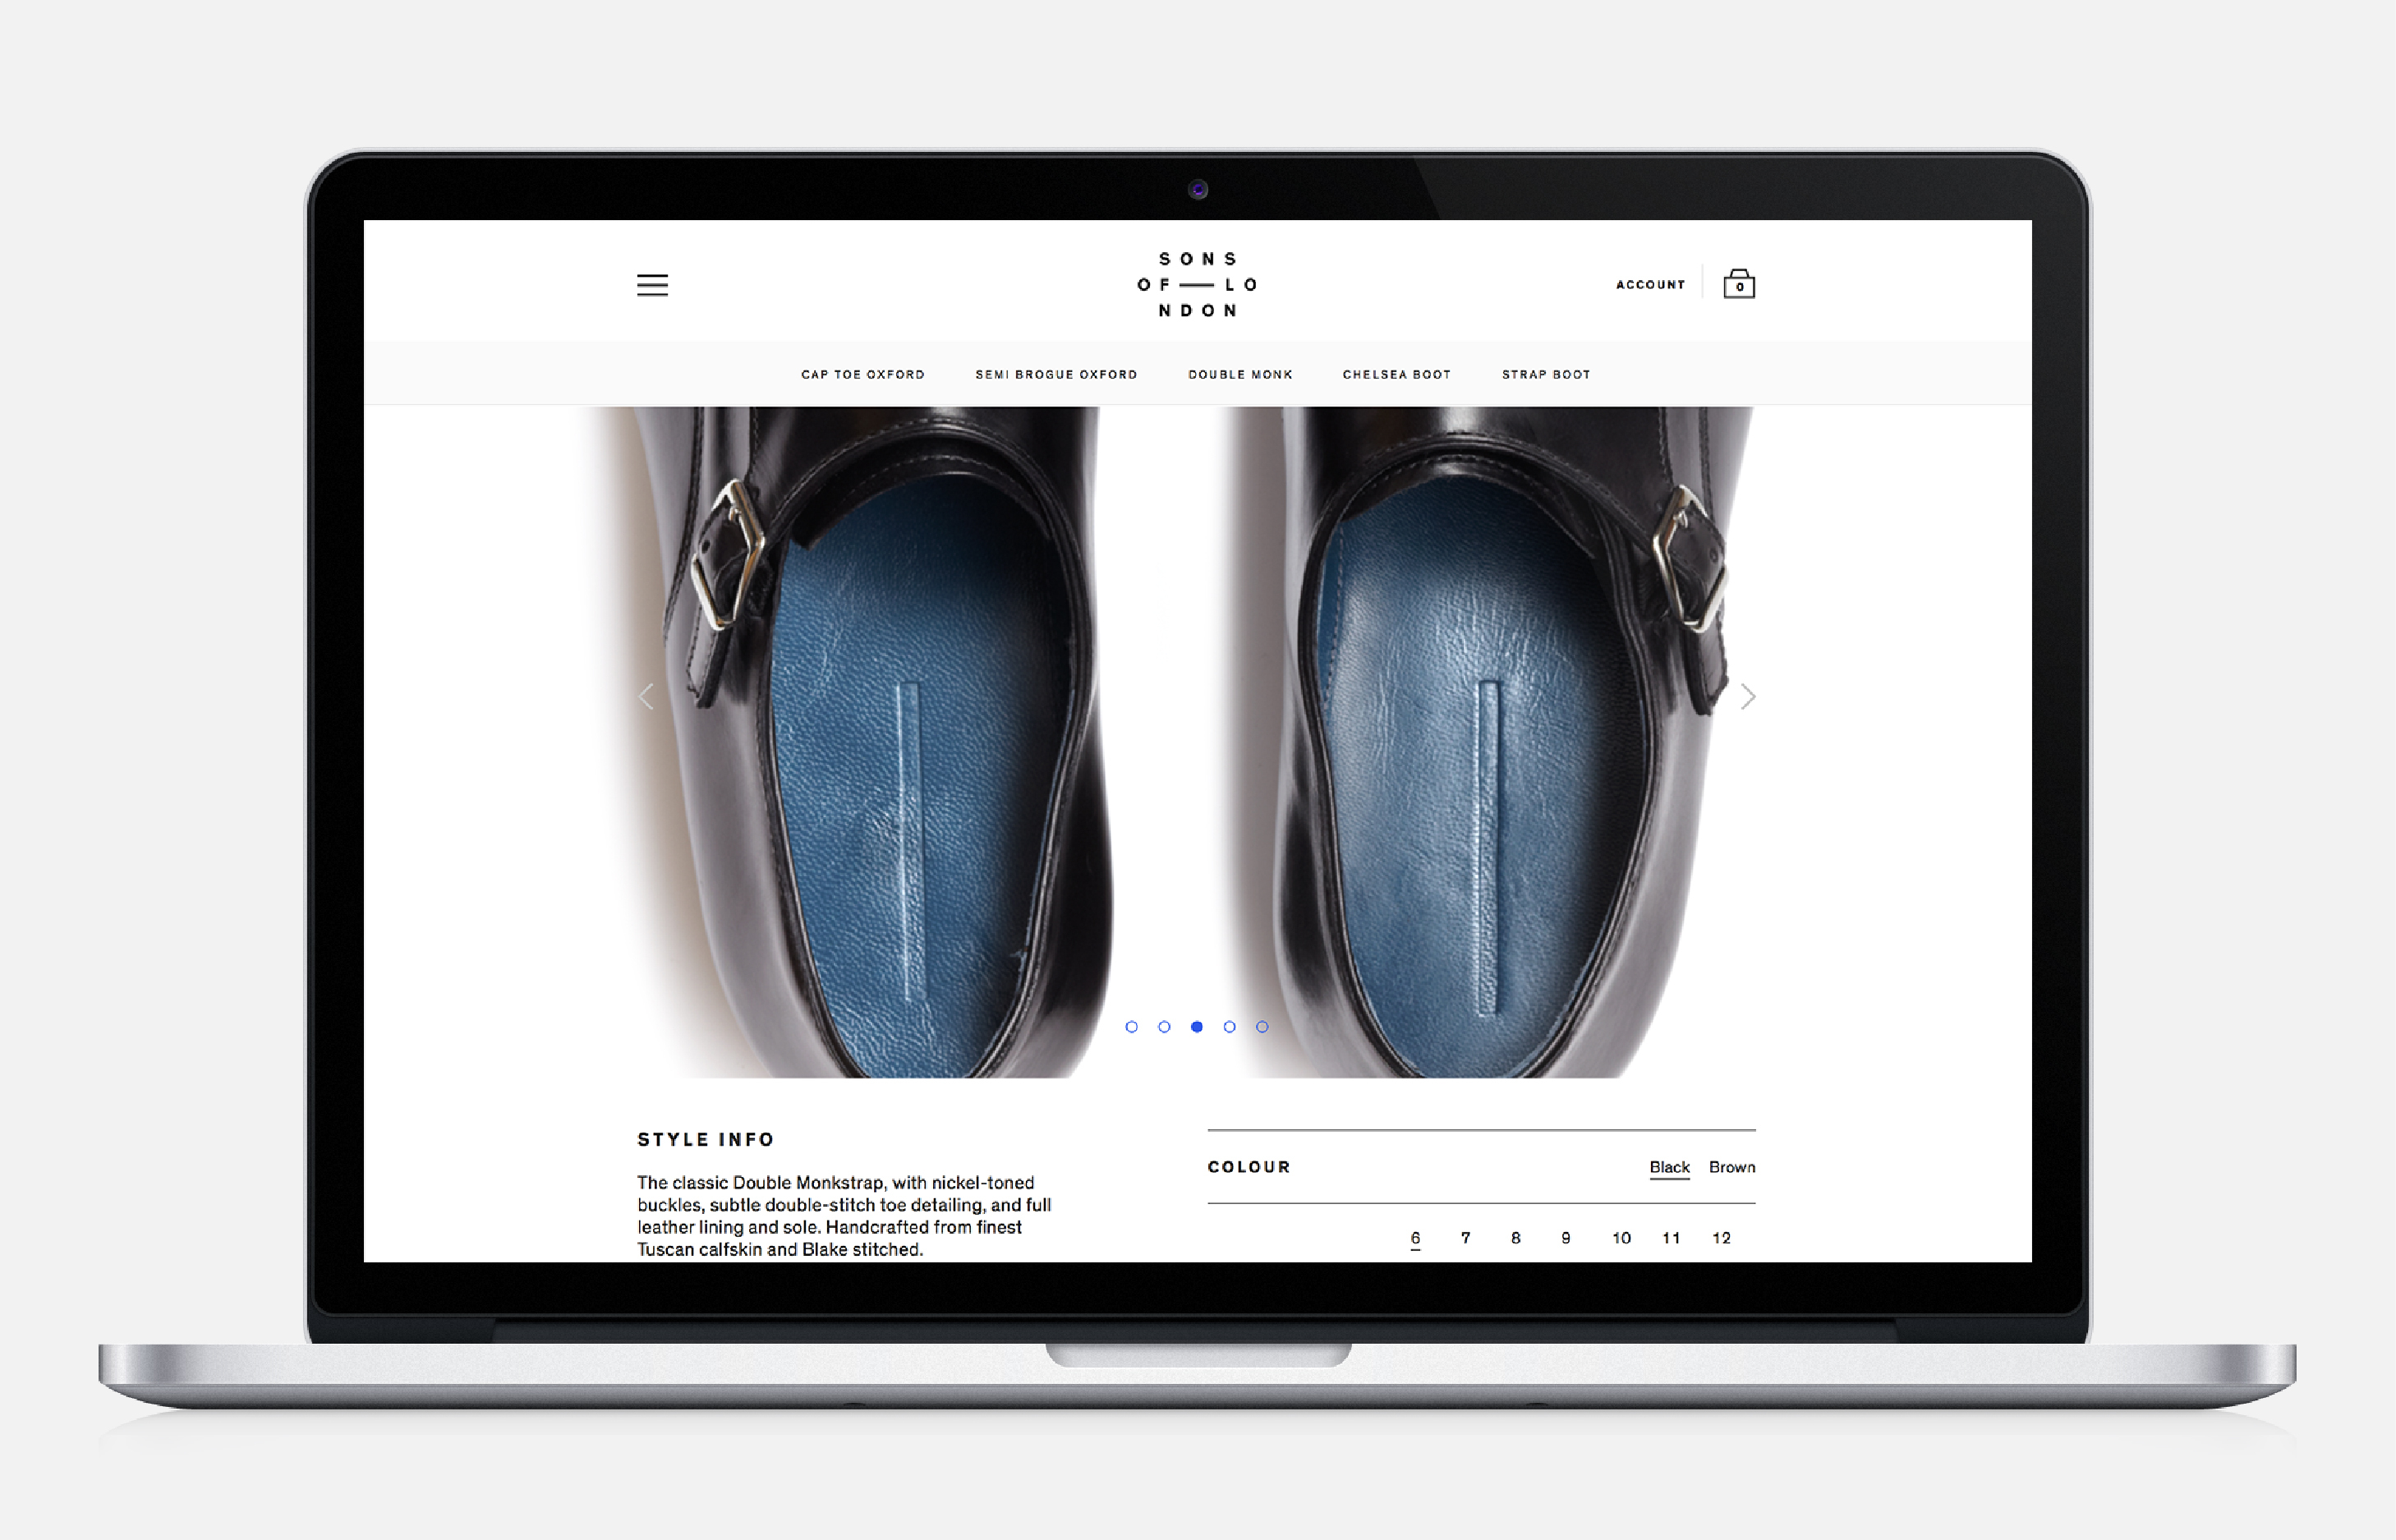 SONS
OF — LO
NDON
ACCOUNT
0
CAP TOE OXFORD
SEMI BROGUE OXFORD
DOUBLE MONK
CHELSEA BOOT
STRAP BOOT
STYLE INFO
The classic Double Monkstrap, with nickel-toned
buckles, subtle double-stitch toe detailing, and full
leather lining and sole. Handcrafted from finest
Tuscan calfskin and Blake stitched.
COLOUR
Black Brown
6 7 8 9 10 11 12